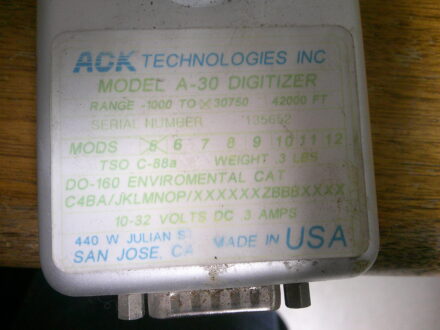 ACK TECHNOLOGIES INC
MODEL A-30 DIGITIZER
RANGE -1000 TO 30750 42000 FT
SERIAL NUMBER 135652
MODS 6 7 8 9 10 11 12
TSO C-88a WEIGHT .3 LBS
DO-160 ENVIROMENTAL CAT
C4BA/JKLMNOP/XXXXXXZBBBXXXX
10-32 VOLTS DC .3 AMPS
440 W JULIAN ST
SAN JOSE, CA MADE IN USA